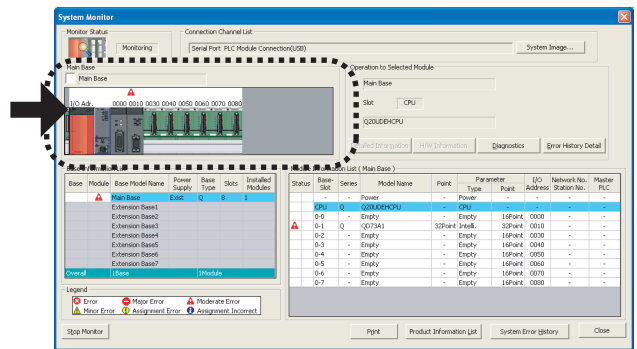 System Monitor
Monitor Status
Monitoring
Connection Channel List
Serial Port PLC Module Connection(USB)
System Image...
Main Base
Main Base
I/O Adr. 0000 0010 0030 0040 0050 0060 0070 0080
Operation to Selected Module
Main Base
Slot CPU
Q20UDEHCPU
Detailed Information H/W Information Diagnostics Error History Detail
Base Information List
Base Module Base Model Name Power Supply Base Type Slots Installed Modules
Main Base Exist Q 8 1
Extension Base1
Extension Base2
Extension Base3
Extension Base4
Extension Base5
Extension Base6
Extension Base7
Overall 1Base 1Module
Module Information List ( Main Base )
Status Base-Slot Series Model Name Point Parameter Type Point I/O Address Network No. Station No. Master PLC
- - Power - Power - - - -
CPU Q Q20UDEHCPU - CPU - - - -
0-0 - Empty - Empty 16Point 0000 - -
0-1 Q QD73A1 32Point Intelli. 32Point 0010 - -
0-2 - Empty - Empty 16Point 0030 - -
0-3 - Empty - Empty 16Point 0040 - -
0-4 - Empty - Empty 16Point 0050 - -
0-5 - Empty - Empty 16Point 0060 - -
0-6 - Empty - Empty 16Point 0070 - -
0-7 - Empty - Empty 16Point 0080 - -
Legend
Error Major Error Moderate Error
Minor Error Assignment Error Assignment Incorrect
Stop Monitor
Print
Product Information List
System Error History
Close